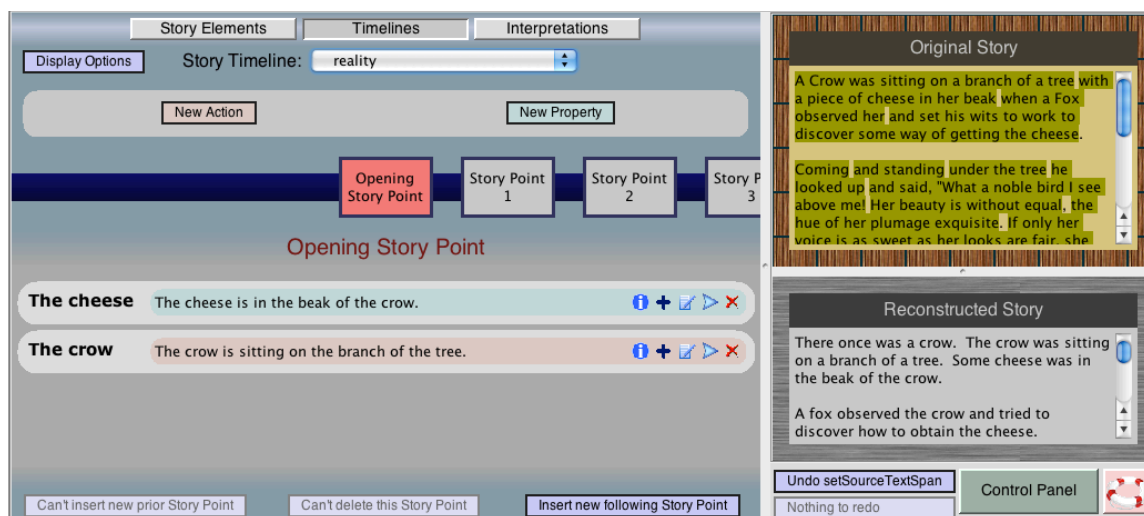 Story Elements
Timelines
Interpretations
Display Options
Story Timeline:
reality
New Action
New Property
Opening
Story Point
Story Point
1
Story Point
2
Story P
3
Opening Story Point
The cheese
The cheese is in the beak of the crow.
The crow
The crow is sitting on the branch of the tree.
Can't insert new prior Story Point
Can't delete this Story Point
Insert new following Story Point
Original Story
A Crow was sitting on a branch of a tree with
a piece of cheese in her beak when a Fox
observed her and set his wits to work to
discover some way of getting the cheese.
Coming and standing under the tree he
looked up and said, "What a noble bird I see
above me! Her beauty is without equal, the
hue of her plumage exquisite. If only her
voice is as sweet as her looks are fair, she
Reconstructed Story
There once was a crow. The crow was sitting
on a branch of a tree. Some cheese was in
the beak of the crow.
A fox observed the crow and tried to
discover how to obtain the cheese.
Undo setSourceTextSpan
Nothing to redo
Control Panel